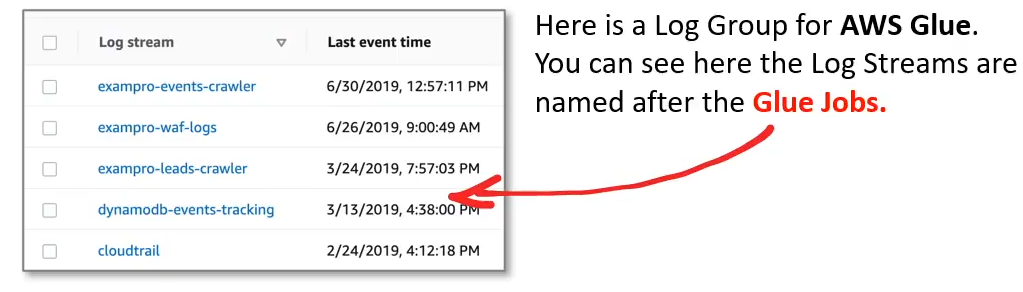 Log stream Last event time
exampro-events-crawler 6/30/2019, 12:57:11 PM
exampro-waf-logs 6/26/2019, 9:00:49 AM
exampro-leads-crawler 3/24/2019, 7:57:03 PM
dynamodb-events-tracking 3/13/2019, 4:38:00 PM
cloudtrail 2/24/2019, 4:12:18 PM
Here is a Log Group for AWS Glue.
You can see here the Log Streams are
named after the Glue Jobs.